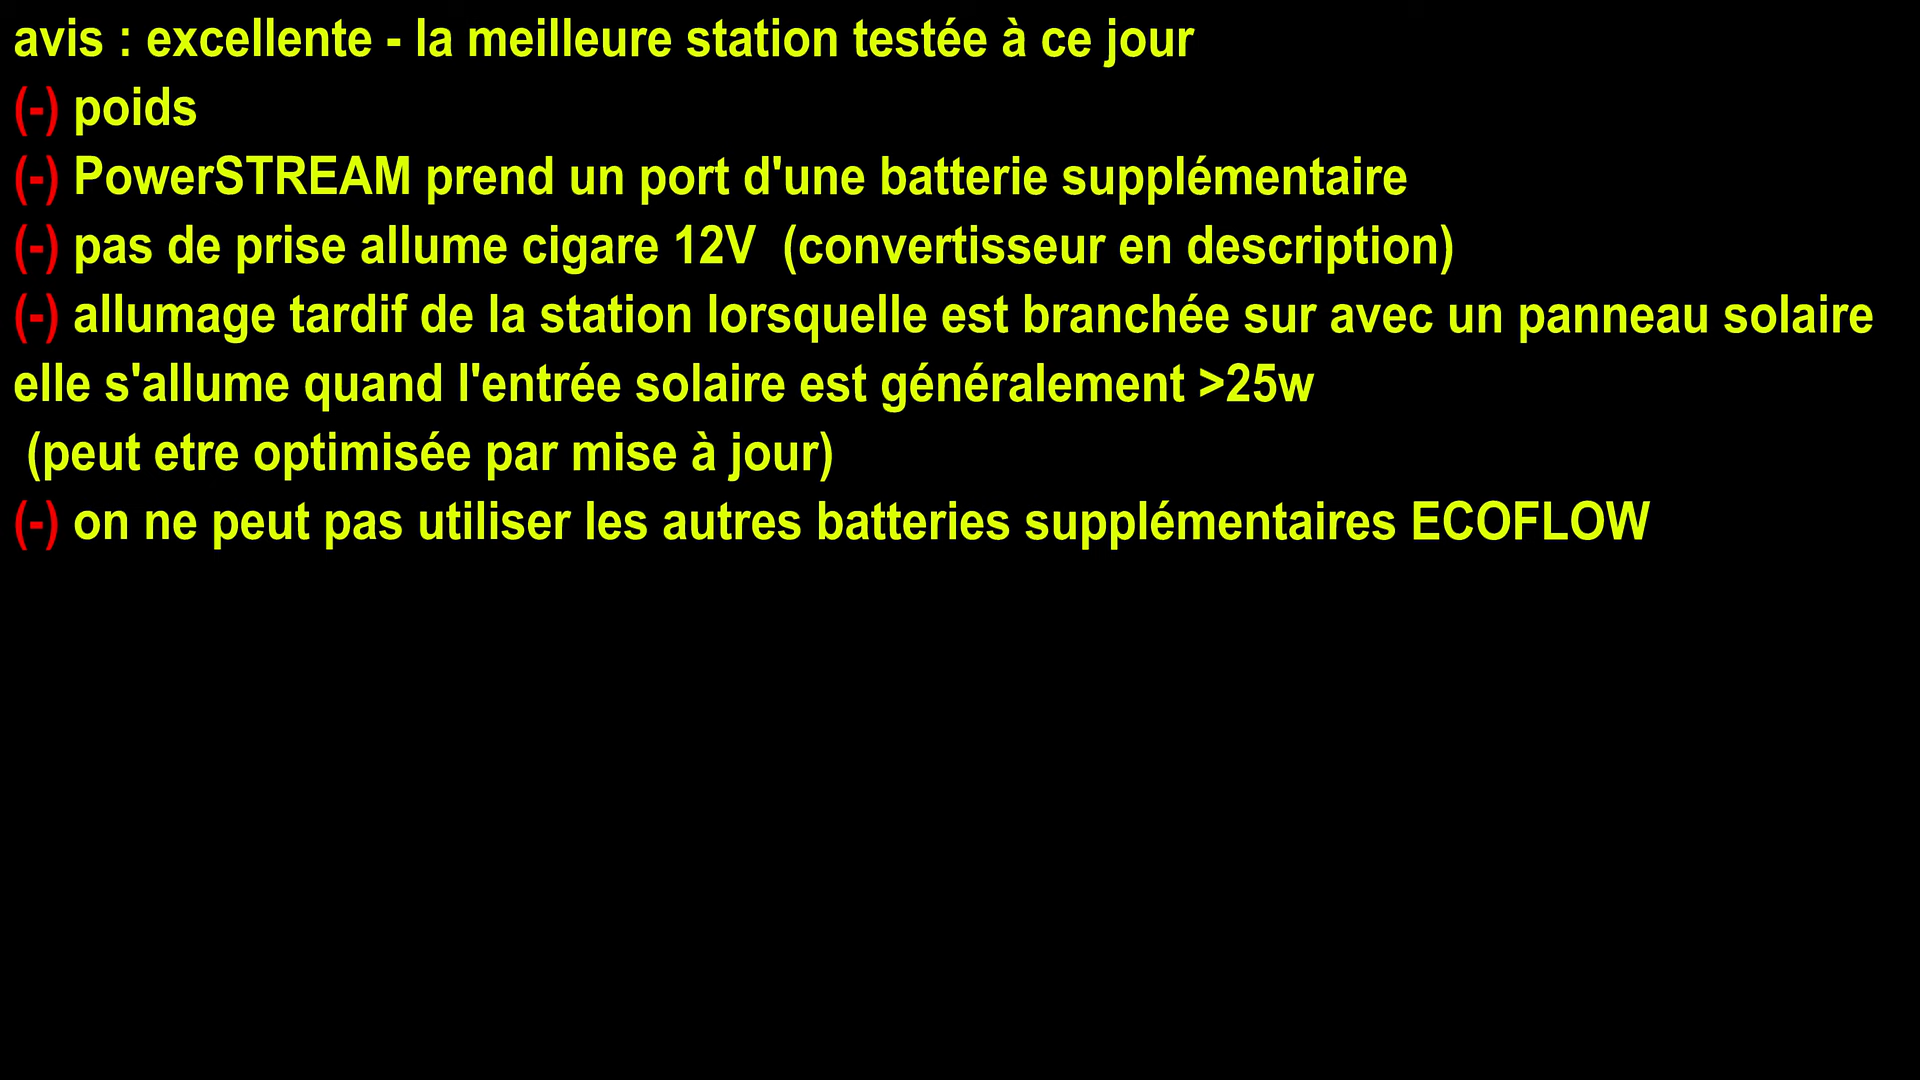 avis : excellente - la meilleure station testée à ce jour
(-) poids
(-) PowerSTREAM prend un port d'une batterie supplémentaire
(-) pas de prise allume cigare 12V  (convertisseur en description)
(-) allumage tardif de la station lorsquelle est branchée sur avec un panneau solaire
elle s'allume quand l'entrée solaire est généralement >25w
(peut etre optimisée par mise à jour)
(-) on ne peut pas utiliser les autres batteries supplémentaires ECOFLOW